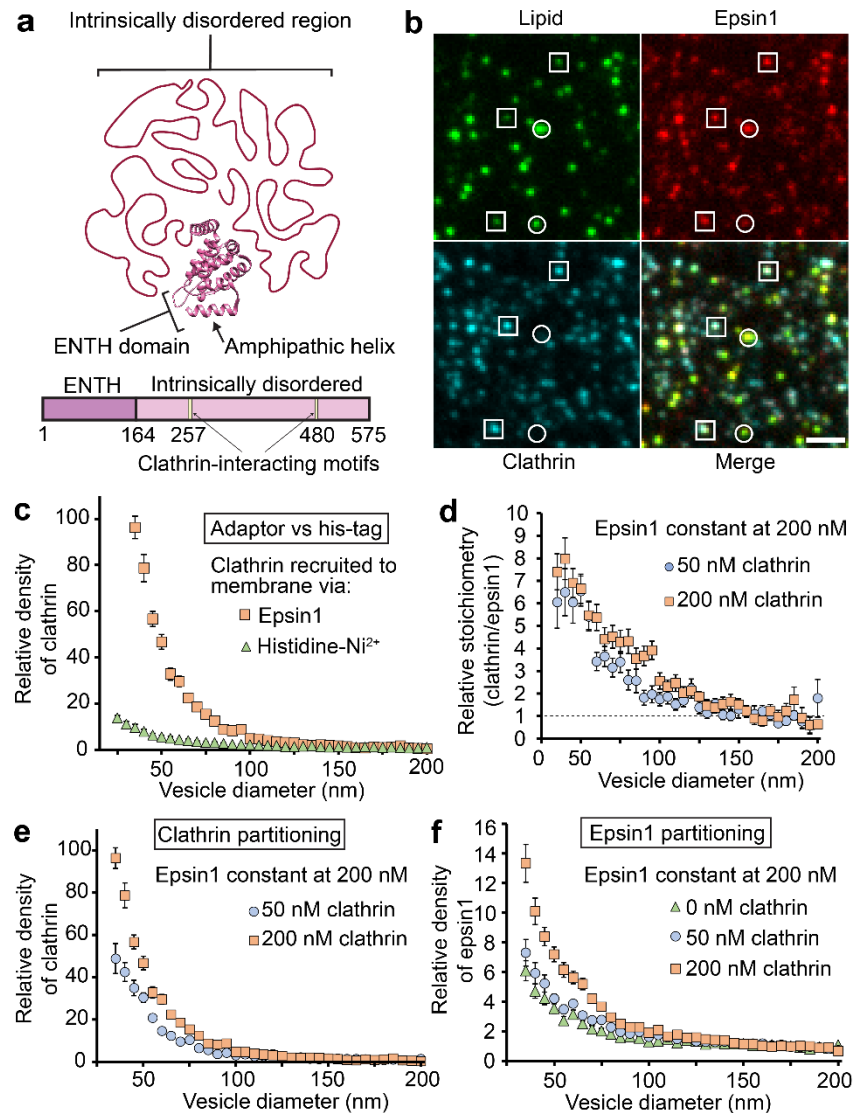 a
Intrinsically disordered region
ENTH domain
Amphipathic helix
ENTH
Intrinsically disordered
1
164
257
480
575
Clathrin-interacting motifs
b
Lipid
Epsin1
Clathrin
Merge
c
Relative density
of clathrin
100
80
60
40
20
0
Adaptor vs his-tag
Clathrin recruited to
membrane via:
Epsin1
Histidine-Ni²⁺
50
100
150
200
Vesicle diameter (nm)
d
Relative stoichiometry
(clathrin/epsin1)
10
9
8
7
6
5
4
3
2
1
0
Epsin1 constant at 200 nM
50 nM clathrin
200 nM clathrin
0
50
100
150
200
Vesicle diameter (nm)
e
Clathrin partitioning
Relative density
of clathrin
100
80
60
40
20
0
Epsin1 constant at 200 nM
50 nM clathrin
200 nM clathrin
50
100
150
200
Vesicle diameter (nm)
f
Epsin1 partitioning
Relative density
of epsin1
16
14
12
10
8
6
4
2
0
Epsin1 constant at 200 nM
0 nM clathrin
50 nM clathrin
200 nM clathrin
50
100
150
200
Vesicle diameter (nm)